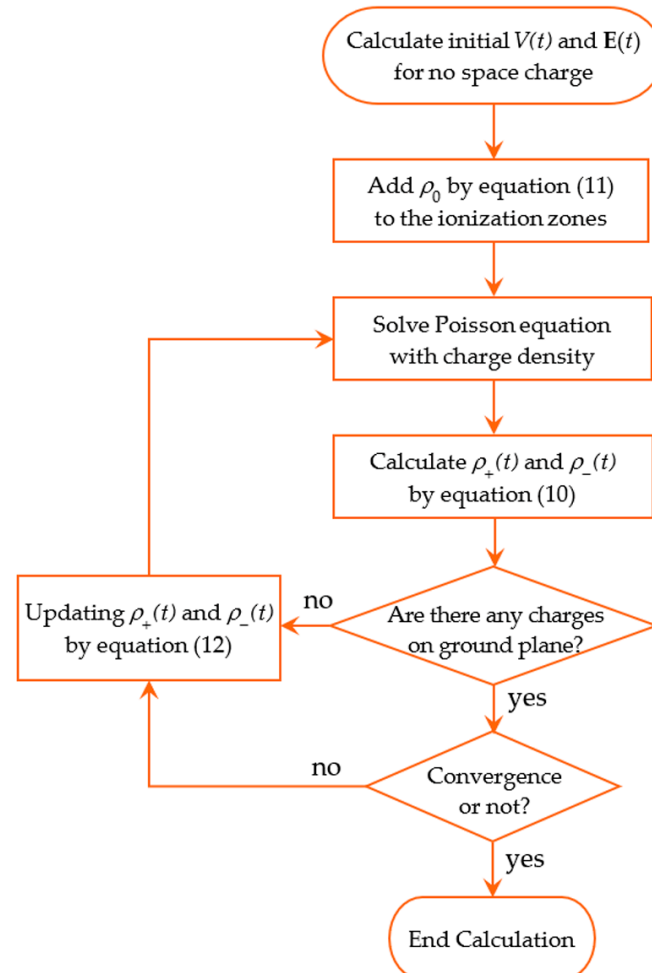 Calculate initial V(t) and E(t)
for no space charge
Add ρ₀ by equation (11)
to the ionization zones
Solve Poisson equation
with charge density
Calculate ρ₊(t) and ρ₋(t)
by equation (10)
Are there any charges
on ground plane?
no
Updating ρ₊(t) and ρ₋(t)
by equation (12)
yes
Convergence
or not?
no
yes
End Calculation